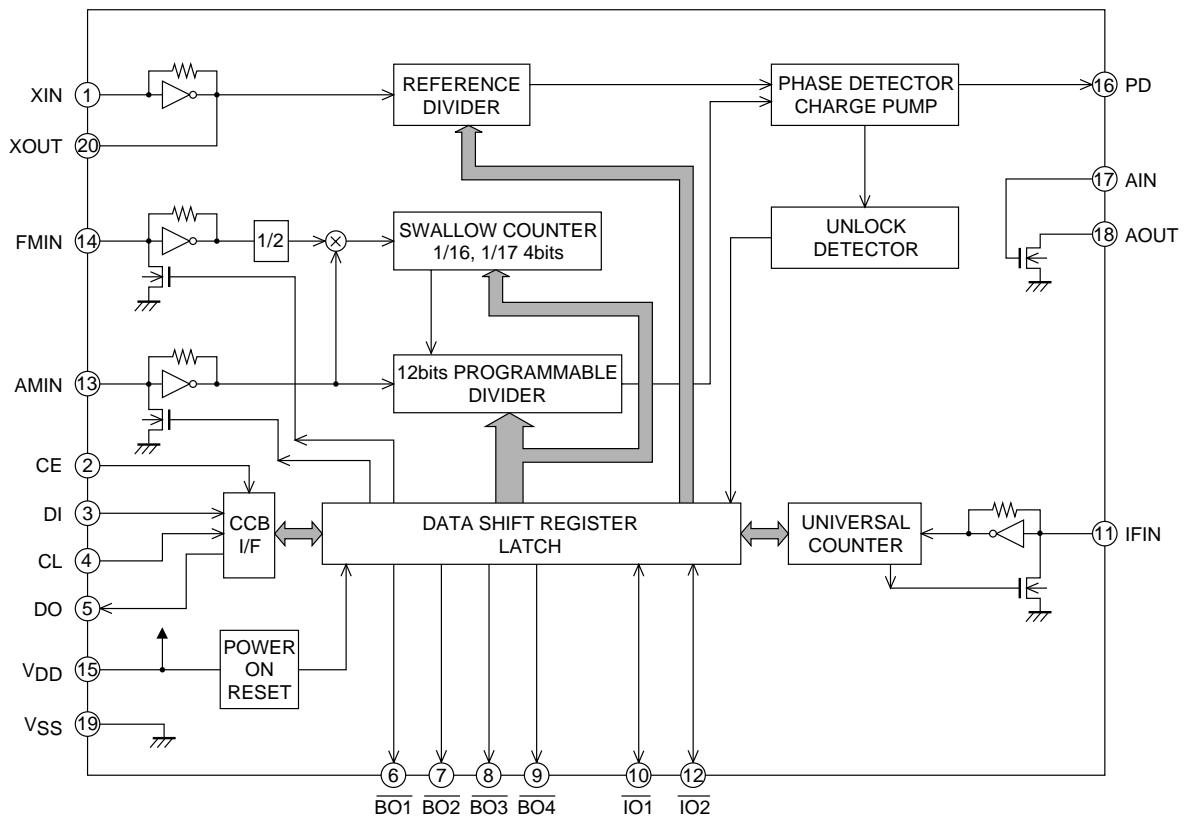 XIN
1
REFERENCE
DIVIDER
PHASE DETECTOR
CHARGE PUMP
16
PD
XOUT
20
17
AIN
FMIN
14
1/2
SWALLOW COUNTER
1/16, 1/17 4bits
UNLOCK
DETECTOR
18
AOUT
AMIN
13
12bits PROGRAMMABLE
DIVIDER
CE
2
DI
3
CCB
I/F
DATA SHIFT REGISTER
LATCH
UNIVERSAL
COUNTER
11
IFIN
CL
4
DO
5
VDD
15
POWER
ON
RESET
VSS
19
6
7
8
9
10
12
BO1
BO2
BO3
BO4
IO1
IO2